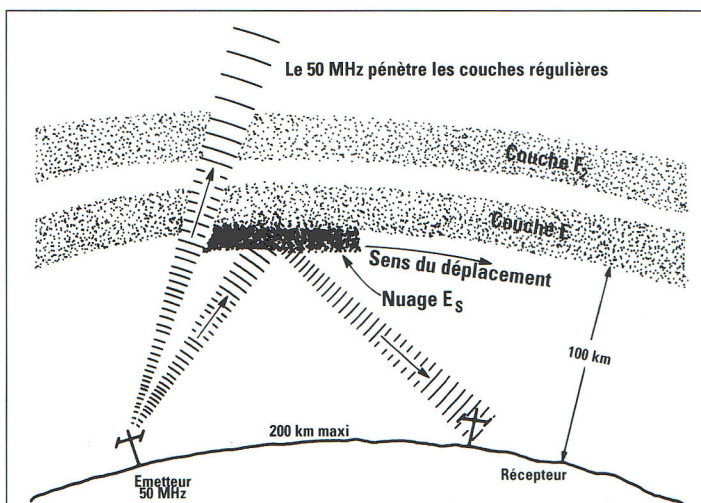 Le 50 MHz pénètre les couches régulières
Couche F2
Couche E
Sens du déplacement
Nuage ES
100 km
200 km maxi
Emetteur
50 MHz
Récepteur